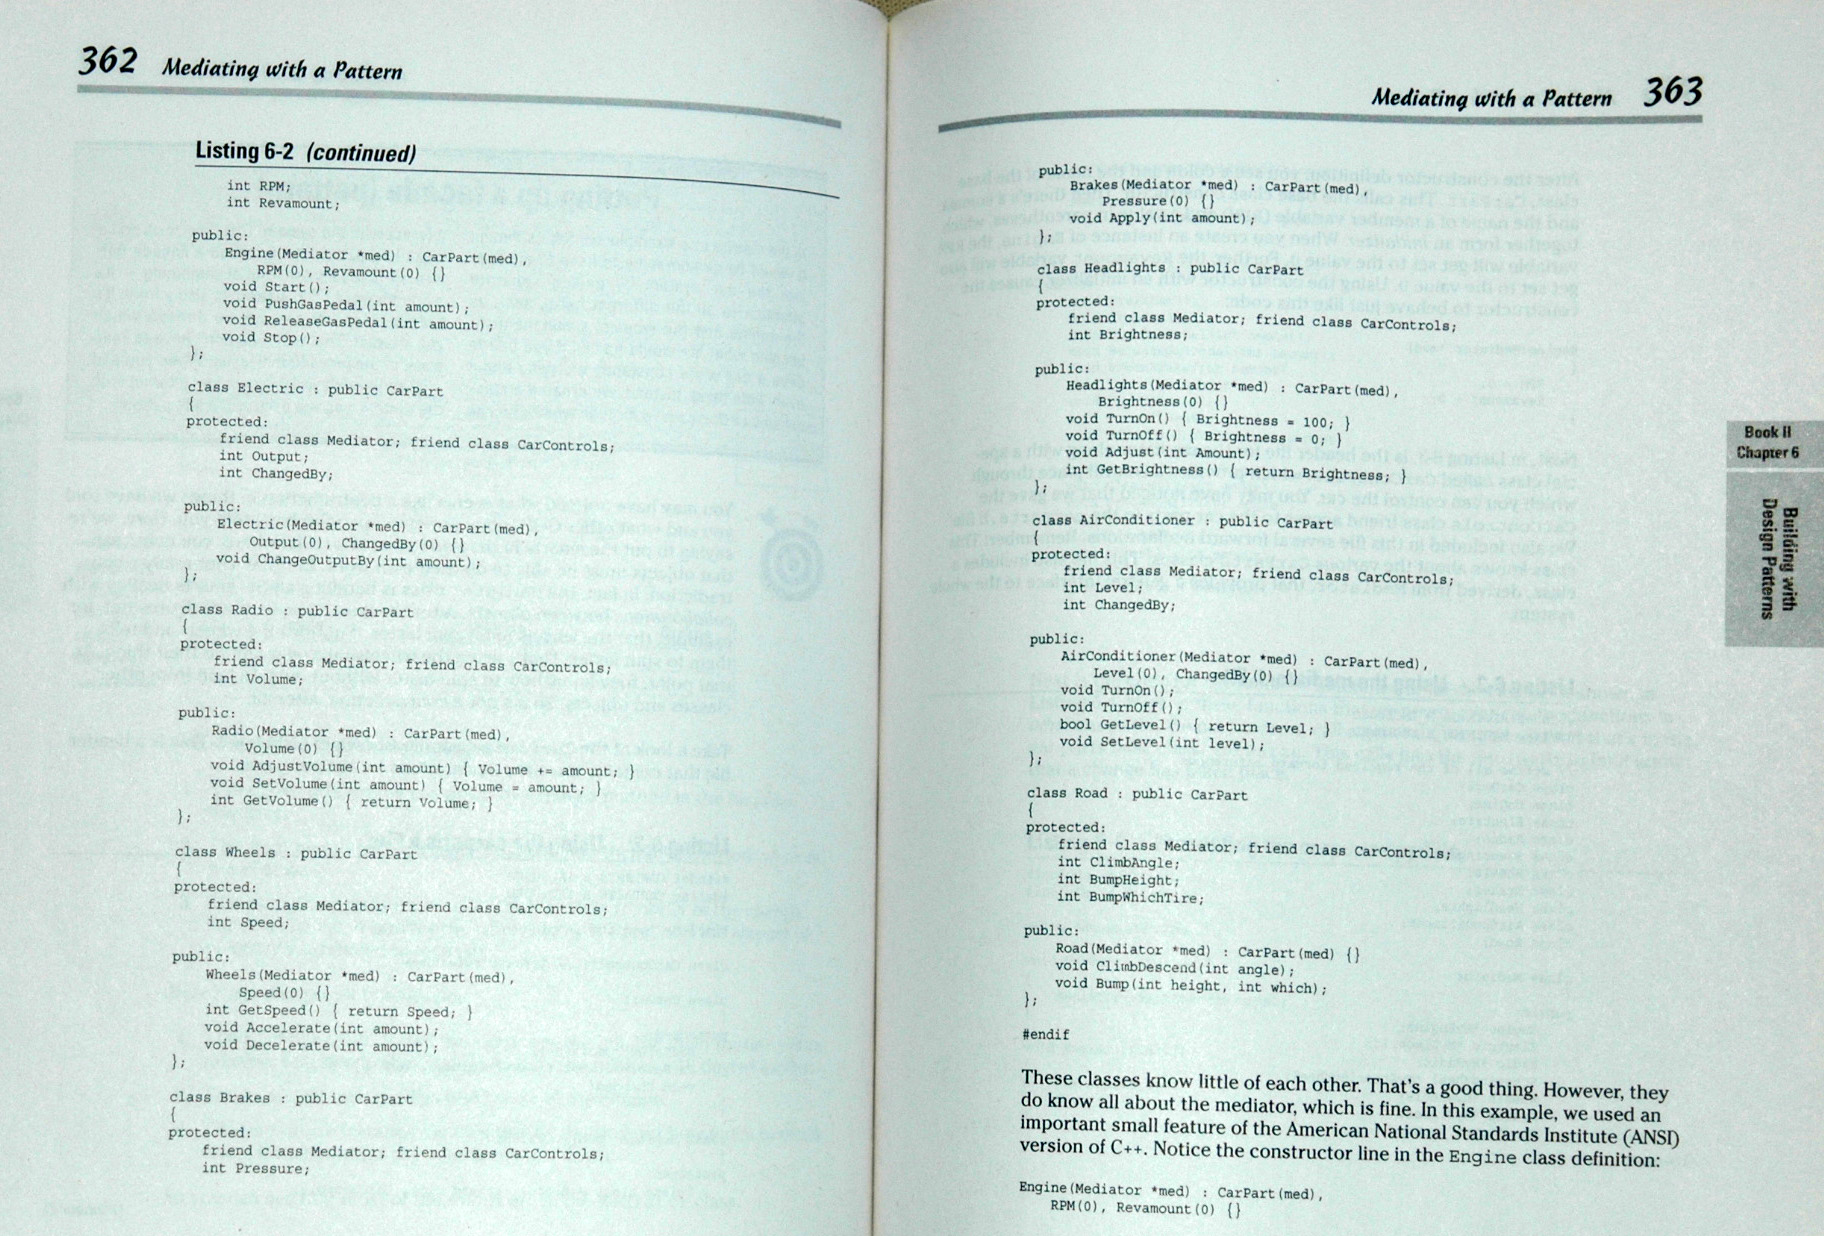 362 Mediating with a Pattern
Listing 6-2 (continued)
int RPM;
int Revamount;
public:
Engine(Mediator *med) : CarPart(med),
RPM(0), Revamount(0) {}
void Start();
void PushGasPedal(int amount);
void ReleaseGasPedal(int amount);
void Stop();
};
class Electric : public CarPart
{
protected:
friend class Mediator; friend class CarControls;
int Output;
int ChangedBy;
public:
Electric(Mediator *med) : CarPart(med),
Output(0), ChangedBy(0) {}
void ChangeOutputBy(int amount);
};
class Radio : public CarPart
{
protected:
friend class Mediator; friend class CarControls;
int Volume;
public:
Radio(Mediator *med) : CarPart(med),
Volume(0) {}
void AdjustVolume(int amount) { Volume += amount; }
void SetVolume(int amount) { Volume = amount; }
int GetVolume() { return Volume; }
};
class Wheels : public CarPart
{
protected:
friend class Mediator; friend class CarControls;
int Speed;
public:
Wheels(Mediator *med) : CarPart(med),
Speed(0) {}
int GetSpeed() { return Speed; }
void Accelerate(int amount);
void Decelerate(int amount);
};
class Brakes : public CarPart
{
protected:
friend class Mediator; friend class CarControls;
int Pressure;
Mediating with a Pattern 363
public:
Brakes(Mediator *med) : CarPart(med),
Pressure(0) {}
void Apply(int amount);
};
class Headlights : public CarPart
{
protected:
friend class Mediator; friend class CarControls;
int Brightness;
public:
Headlights(Mediator *med) : CarPart(med),
Brightness(0) {}
void TurnOn() { Brightness = 100; }
void TurnOff() { Brightness = 0; }
void Adjust(int Amount);
int GetBrightness() { return Brightness; }
};
class AirConditioner : public CarPart
{
protected:
friend class Mediator; friend class CarControls;
int Level;
int ChangedBy;
public:
AirConditioner(Mediator *med) : CarPart(med),
Level(0), ChangedBy(0) {}
void TurnOn();
void TurnOff();
bool GetLevel() { return Level; }
void SetLevel(int level);
};
class Road : public CarPart
{
protected:
friend class Mediator; friend class CarControls;
int ClimbAngle;
int BumpHeight;
int BumpWhichTire;
public:
Road(Mediator *med) : CarPart(med) {}
void ClimbDescend(int angle);
void Bump(int height, int which);
};
#endif
These classes know little of each other. That's a good thing. However, they
do know all about the mediator, which is fine. In this example, we used an
important small feature of the American National Standards Institute (ANSI)
version of C++. Notice the constructor line in the Engine class definition:
Engine(Mediator *med) : CarPart(med),
RPM(0), Revamount(0) {}
Book II
Chapter 6
Building with
Design Patterns